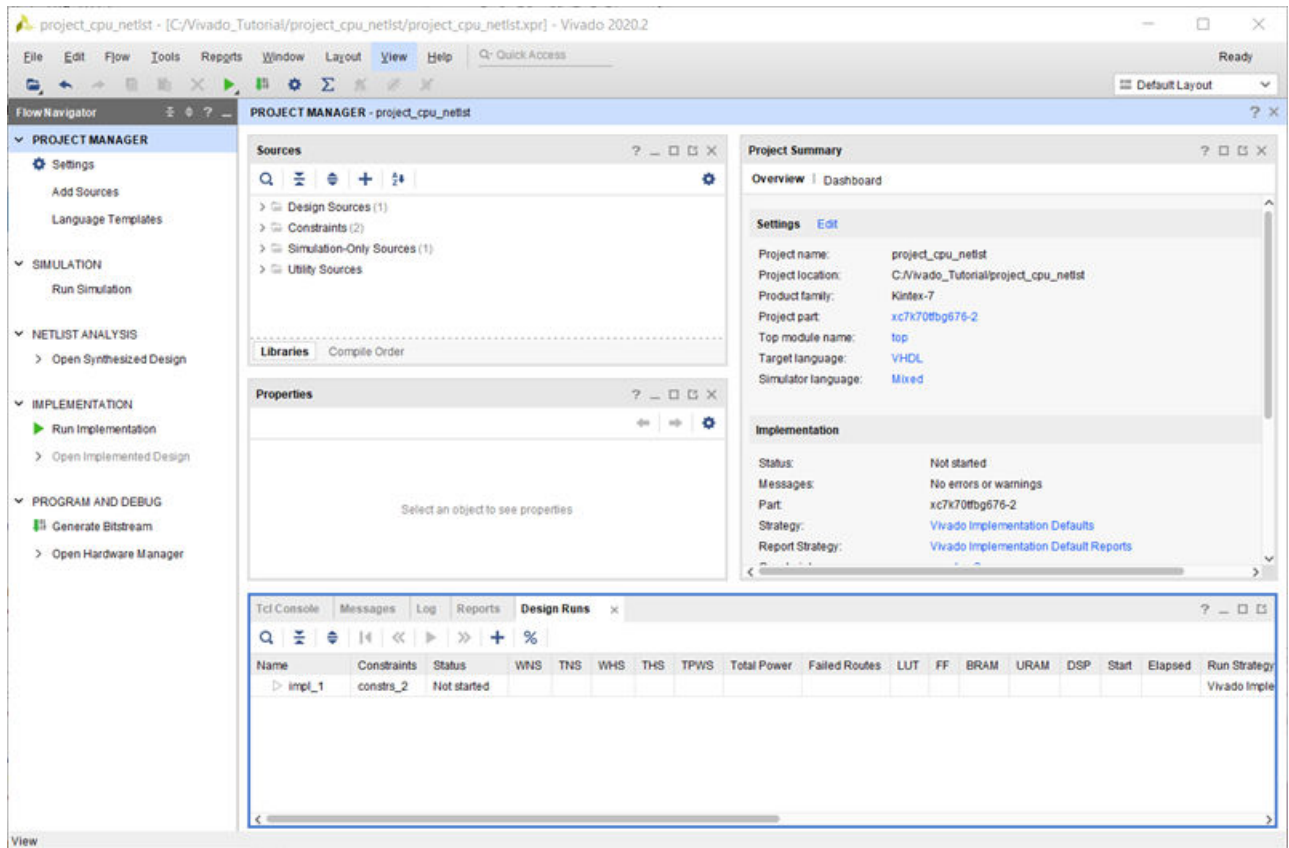 project_cpu_netlst - [C:/Vivado_Tutorial/project_cpu_netlst/project_cpu_netlst.xpr] - Vivado 2020.2
File Edit Flow Tools Reports Window Layout View Help Q- Quick Access Ready
Default Layout
Flow Navigator
PROJECT MANAGER - project_cpu_netlst
PROJECT MANAGER
Settings
Add Sources
Language Templates
SIMULATION
Run Simulation
NETLIST ANALYSIS
Open Synthesized Design
IMPLEMENTATION
Run Implementation
Open Implemented Design
PROGRAM AND DEBUG
Generate Bitstream
Open Hardware Manager
Sources
Design Sources (1)
Constraints (2)
Simulation-Only Sources (1)
Utility Sources
Libraries Compile Order
Properties
Select an object to see properties
Project Summary
Overview | Dashboard
Settings Edit
Project name: project_cpu_netlst
Project location: C:/Vivado_Tutorial/project_cpu_netlst
Product family: Kintex-7
Project part: xc7k70tfbg676-2
Top module name: top
Target language: VHDL
Simulator language: Mixed
Implementation
Status: Not started
Messages: No errors or warnings
Part: xc7k70tfbg676-2
Strategy: Vivado Implementation Defaults
Report Strategy: Vivado Implementation Default Reports
Tcl Console Messages Log Reports Design Runs
Name Constraints Status WNS TNS WHS THS TPWS Total Power Failed Routes LUT FF BRAM URAM DSP Start Elapsed Run Strategy
impl_1 constrs_2 Not started Vivado Imple
View